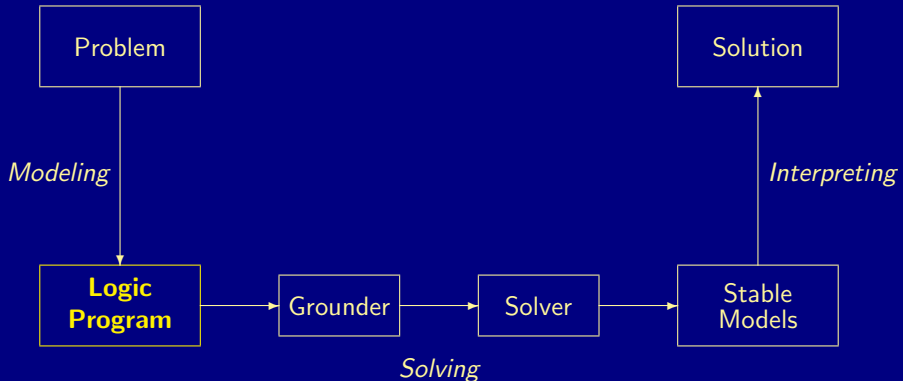 Problem
Solution
Modeling
Interpreting
Logic
Program
Grounder
Solver
Stable
Models
Solving